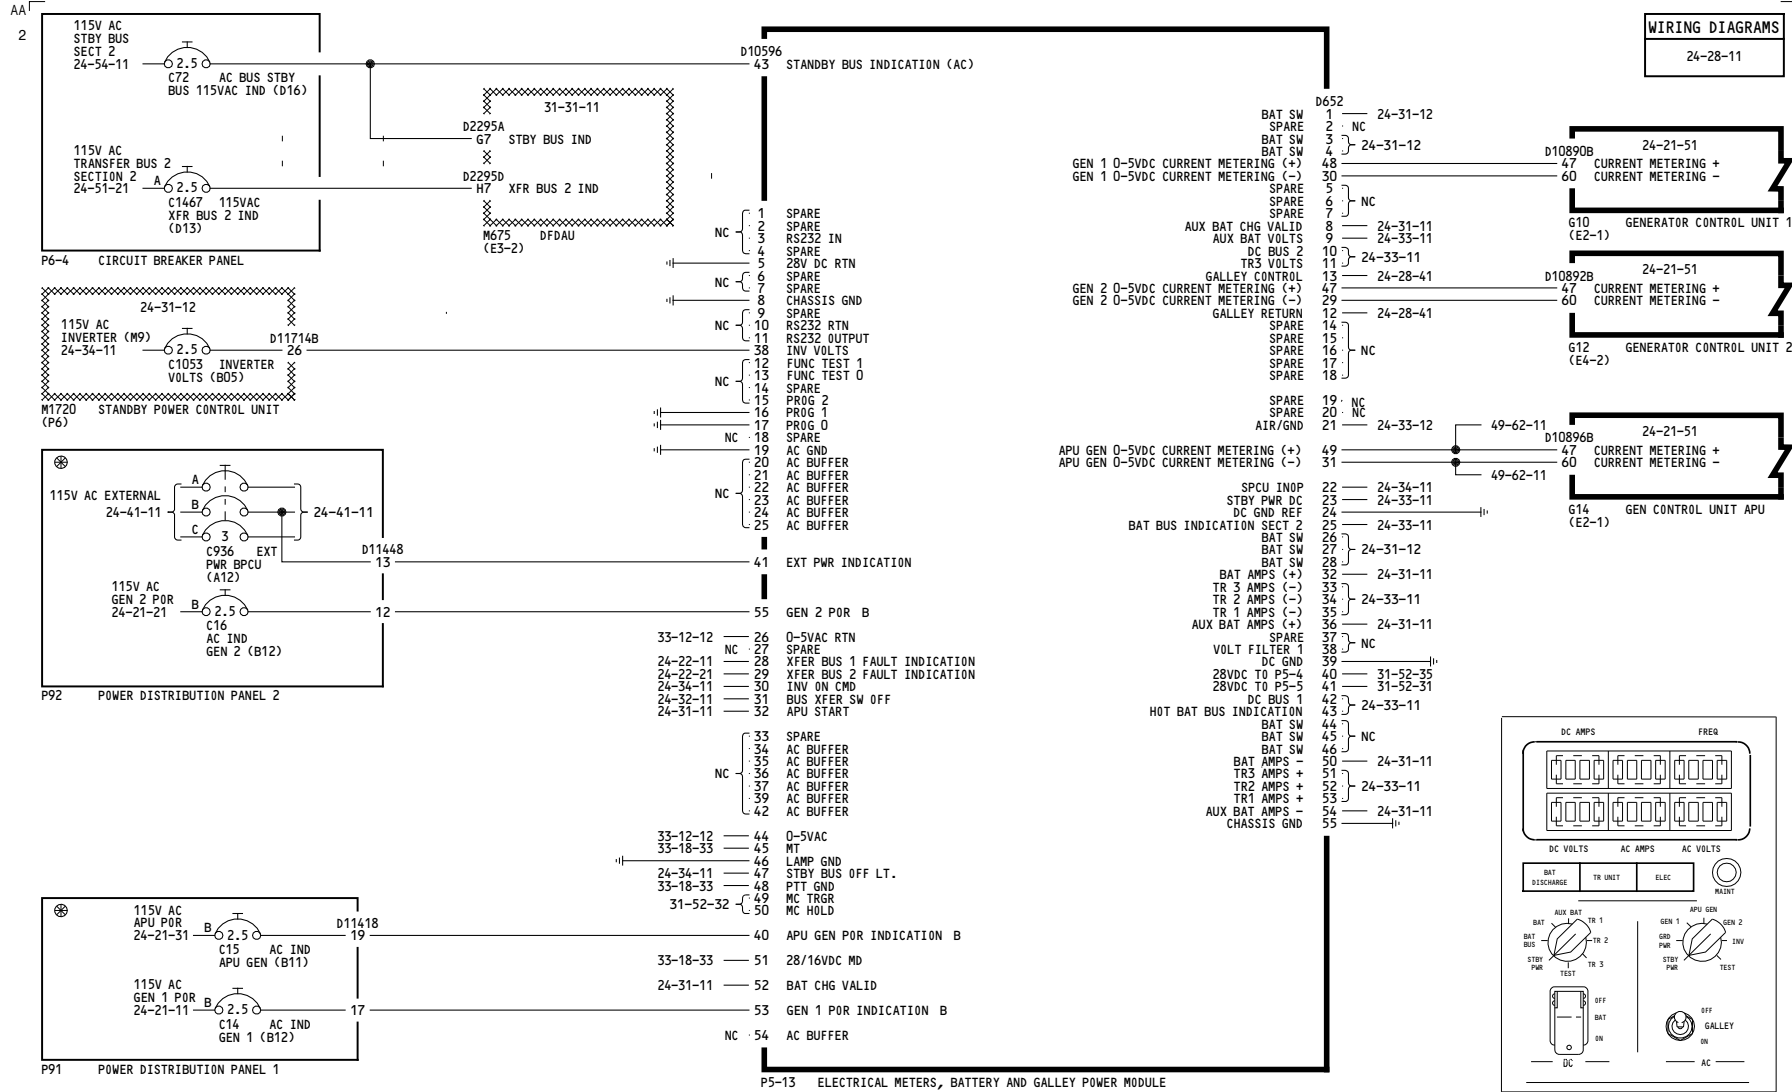 AA
2
WIRING DIAGRAMS
24-28-11
115V AC
STBY BUS
SECT 2
24-54-11
2.5
C72 AC BUS STBY
BUS 115VAC IND (D16)
115V AC
TRANSFER BUS 2
SECTION 2
24-51-21
A
2.5
C1467 115VAC
XFR BUS 2 IND
(D13)
P6-4 CIRCUIT BREAKER PANEL
31-31-11
D2295A
G7 STBY BUS IND
D2295D
H7 XFR BUS 2 IND
M675 DFDAU
(E3-2)
24-31-12
115V AC
INVERTER (M9)
24-34-11
2.5
C1053 INVERTER
VOLTS (B05)
D11714B
26
M1720 STANDBY POWER CONTROL UNIT
(P6)
115V AC EXTERNAL
24-41-11
A
B
C 3
24-41-11
C936 EXT
PWR BPCU
(A12)
D11448
13
115V AC
GEN 2 POR
24-21-21
B 2.5
12
C16
AC IND
GEN 2 (B12)
P92 POWER DISTRIBUTION PANEL 2
115V AC
APU POR
24-21-31
B 2.5
C15 AC IND
APU GEN (B11)
D11418
19
115V AC
GEN 1 POR
24-21-11
B 2.5
17
C14 AC IND
GEN 1 (B12)
P91 POWER DISTRIBUTION PANEL 1
D10596
43 STANDBY BUS INDICATION (AC)
NC
1 SPARE
2 SPARE
3 RS232 IN
4 SPARE
5 28V DC RTN
NC
6 SPARE
7 SPARE
8 CHASSIS GND
NC
9 SPARE
10 RS232 RTN
11 RS232 OUTPUT
38 INV VOLTS
NC
12 FUNC TEST 1
13 FUNC TEST 0
14 SPARE
15 PROG 2
16 PROG 1
17 PROG 0
NC 18 SPARE
19 AC GND
NC
20 AC BUFFER
21 AC BUFFER
22 AC BUFFER
23 AC BUFFER
24 AC BUFFER
25 AC BUFFER
41 EXT PWR INDICATION
55 GEN 2 POR B
33-12-12 26 0-5VAC RTN
NC 27 SPARE
24-22-11 28 XFER BUS 1 FAULT INDICATION
24-22-21 29 XFER BUS 2 FAULT INDICATION
24-34-11 30 INV ON CMD
24-32-11 31 BUS XFER SW OFF
24-31-11 32 APU START
NC
33 SPARE
34 AC BUFFER
35 AC BUFFER
36 AC BUFFER
37 AC BUFFER
39 AC BUFFER
42 AC BUFFER
33-12-12 44 0-5VAC
33-18-33 45 MT
46 LAMP GND
24-34-11 47 STBY BUS OFF LT.
33-18-33 48 PTT GND
31-52-32
49 MC TRGR
50 MC HOLD
40 APU GEN POR INDICATION B
33-18-33 51 28/16VDC MD
24-31-11 52 BAT CHG VALID
53 GEN 1 POR INDICATION B
NC 54 AC BUFFER
P5-13 ELECTRICAL METERS, BATTERY AND GALLEY POWER MODULE
D652
BAT SW 1 24-31-12
SPARE 2 NC
BAT SW 3
BAT SW 4
24-31-12
GEN 1 0-5VDC CURRENT METERING (+) 48
GEN 1 0-5VDC CURRENT METERING (-) 30
SPARE 5
SPARE 6
SPARE 7
NC
AUX BAT CHG VALID 8 24-31-11
AUX BAT VOLTS 9 24-33-11
DC BUS 2 10
TR3 VOLTS 11
24-33-11
GALLEY CONTROL 13 24-28-41
GEN 2 0-5VDC CURRENT METERING (+) 47
GEN 2 0-5VDC CURRENT METERING (-) 29
GALLEY RETURN 12 24-28-41
SPARE 14
SPARE 15
SPARE 16
SPARE 17
SPARE 18
NC
SPARE 19 NC
SPARE 20 NC
AIR/GND 21 24-33-12
APU GEN 0-5VDC CURRENT METERING (+) 49
APU GEN 0-5VDC CURRENT METERING (-) 31
49-62-11
49-62-11
SPCU INOP 22 24-34-11
STBY PWR DC 23 24-33-11
DC GND REF 24
BAT BUS INDICATION SECT 2 25 24-33-11
BAT SW 26
BAT SW 27
BAT SW 28
24-31-12
BAT AMPS (+) 32 24-31-11
TR 3 AMPS (-) 33
TR 2 AMPS (-) 34
TR 1 AMPS (-) 35
24-33-11
AUX BAT AMPS (+) 36 24-31-11
SPARE 37
VOLT FILTER 1 38
NC
DC GND 39
28VDC TO P5-4 40 31-52-35
28VDC TO P5-5 41 31-52-31
DC BUS 1 42
HOT BAT BUS INDICATION 43
24-33-11
BAT SW 44
BAT SW 45
BAT SW 46
NC
BAT AMPS - 50 24-31-11
TR3 AMPS + 51
TR2 AMPS + 52
TR1 AMPS + 53
24-33-11
AUX BAT AMPS - 54 24-31-11
CHASSIS GND 55
24-21-51
D10890B
47 CURRENT METERING +
60 CURRENT METERING -
G10 GENERATOR CONTROL UNIT 1
(E2-1)
24-21-51
D10892B
47 CURRENT METERING +
60 CURRENT METERING -
G12 GENERATOR CONTROL UNIT 2
(E4-2)
24-21-51
D10896B
47 CURRENT METERING +
60 CURRENT METERING -
G14 GEN CONTROL UNIT APU
(E2-1)
DC AMPS FREQ
DC VOLTS AC AMPS AC VOLTS
BAT
DISCHARGE
TR UNIT
ELEC
MAINT
AUX BAT
BAT
TR 1
BAT
BUS
TR 2
STBY
PWR
TR 3
TEST
APU GEN
GEN 1
GEN 2
GRD
PWR
INV
STBY
PWR
TEST
OFF
BAT
ON
DC
OFF
GALLEY
ON
AC